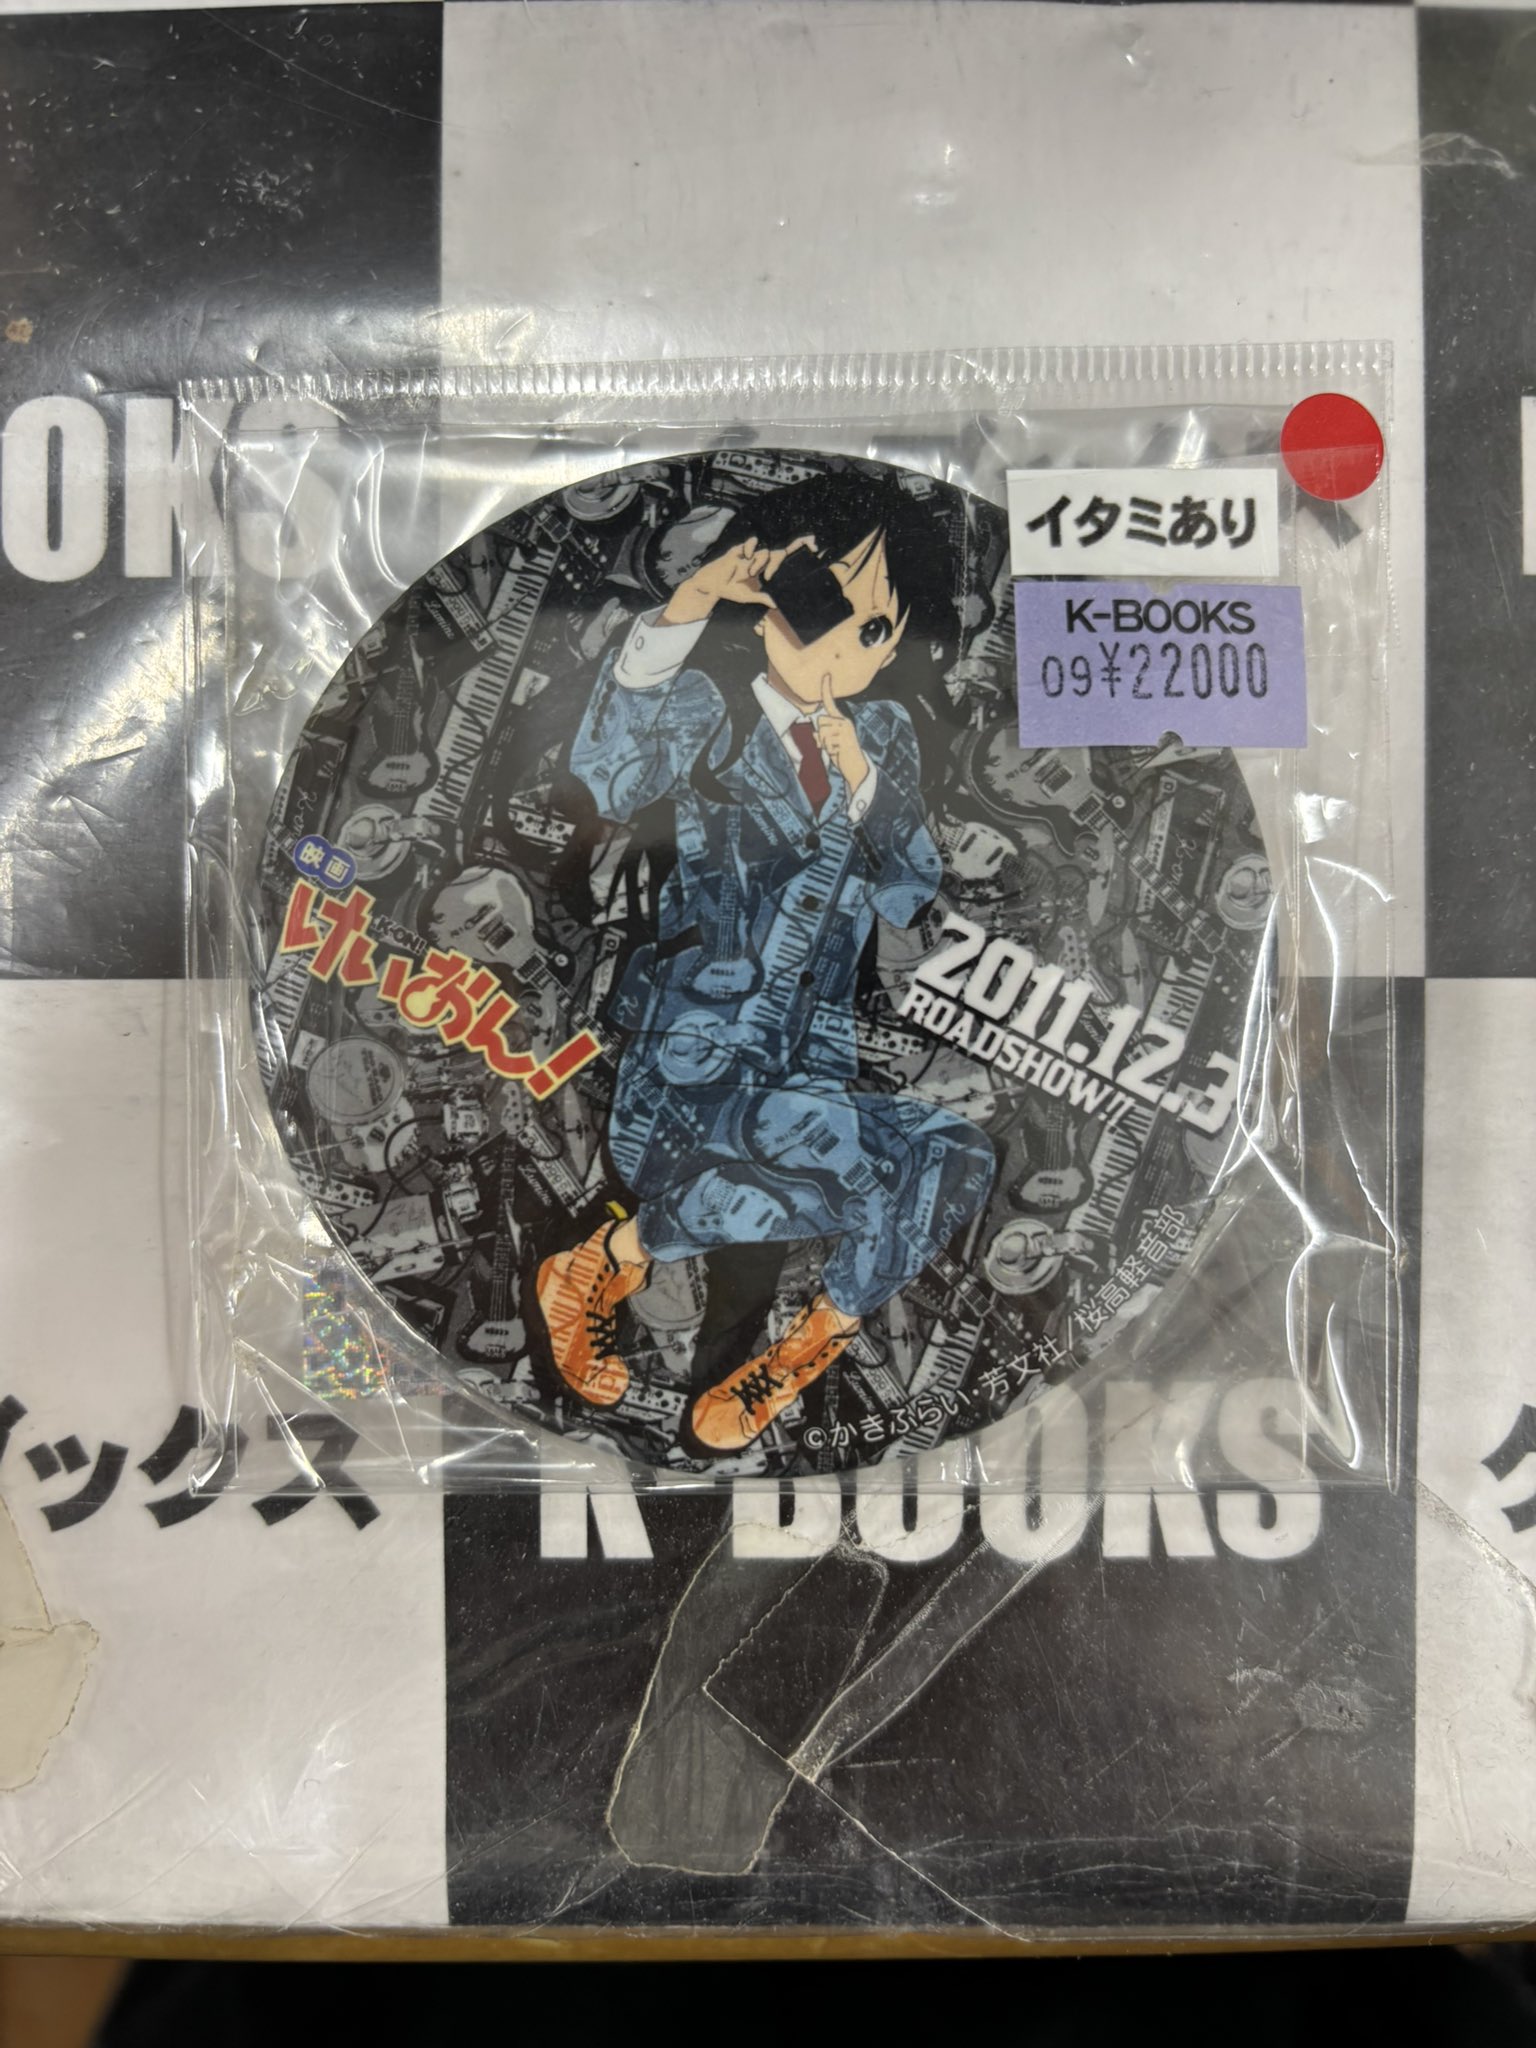 OKS
イタミあり
K-BOOKS
09¥22000
映画
K-ON!
けいおん!
2011.12.3
ROADSHOW!!
©かきふらい・芳文社/桜高軽音部
ブックス
K-BOOKS